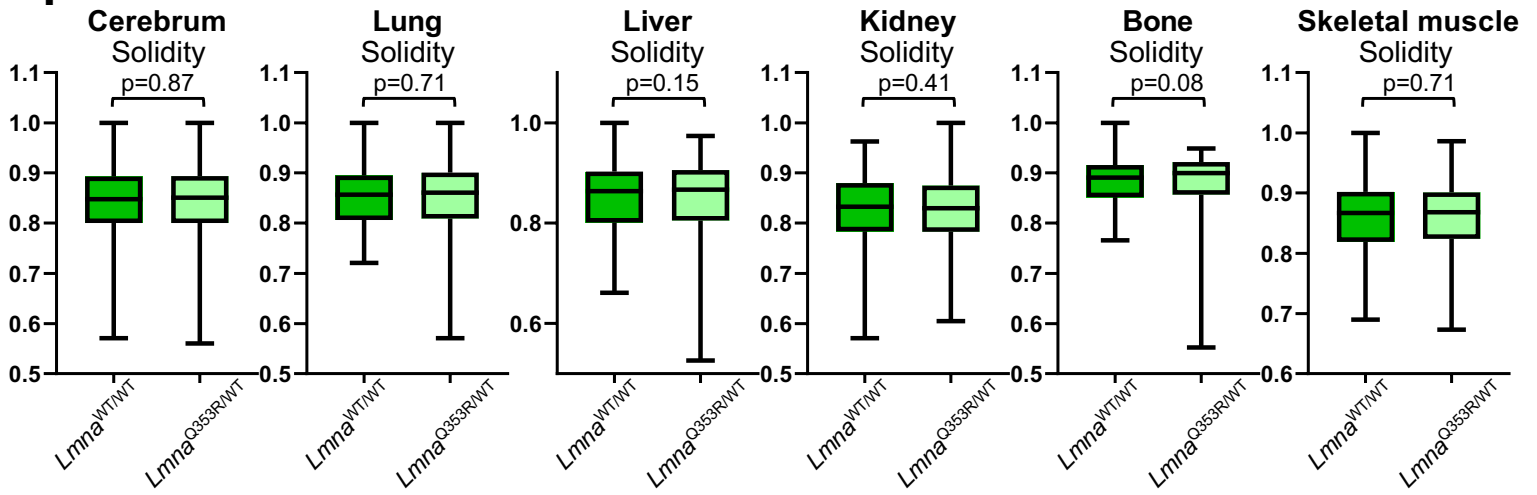 Cerebrum
Solidity
p=0.87
1.1
1.0
0.9
0.8
0.7
0.6
0.5
Lmna^WT/WT
Lmna^Q353R/WT
Lung
Solidity
p=0.71
1.1
1.0
0.9
0.8
0.7
0.6
0.5
Lmna^WT/WT
Lmna^Q353R/WT
Liver
Solidity
p=0.15
1.0
0.8
0.6
Lmna^WT/WT
Lmna^Q353R/WT
Kidney
Solidity
p=0.41
1.1
1.0
0.9
0.8
0.7
0.6
0.5
Lmna^WT/WT
Lmna^Q353R/WT
Bone
Solidity
p=0.08
1.1
1.0
0.9
0.8
0.7
0.6
0.5
Lmna^WT/WT
Lmna^Q353R/WT
Skeletal muscle
Solidity
p=0.71
1.1
1.0
0.9
0.8
0.7
0.6
Lmna^WT/WT
Lmna^Q353R/WT